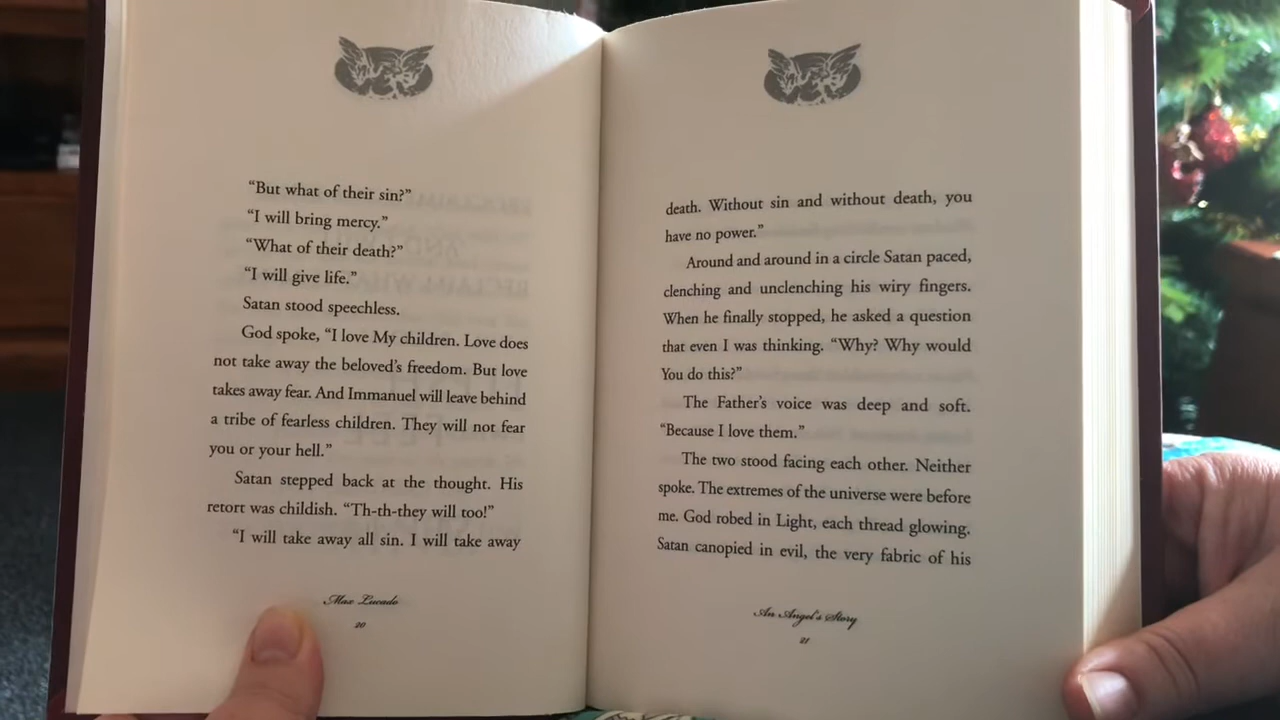 “But what of their sin?”
“I will bring mercy.”
“What of their death?”
“I will give life.”
Satan stood speechless.
God spoke, “I love My children. Love does
not take away the beloved’s freedom. But love
takes away fear. And Immanuel will leave behind
a tribe of fearless children. They will not fear
you or your hell.”
Satan stepped back at the thought. His
retort was childish. “Th-th-they will too!”
“I will take away all sin. I will take away
Max Lucado
20
death. Without sin and without death, you
have no power.”
Around and around in a circle Satan paced,
clenching and unclenching his wiry fingers.
When he finally stopped, he asked a question
that even I was thinking. “Why? Why would
You do this?”
The Father’s voice was deep and soft.
“Because I love them.”
The two stood facing each other. Neither
spoke. The extremes of the universe were before
me. God robed in Light, each thread glowing.
Satan canopied in evil, the very fabric of his
An Angel’s Story
21